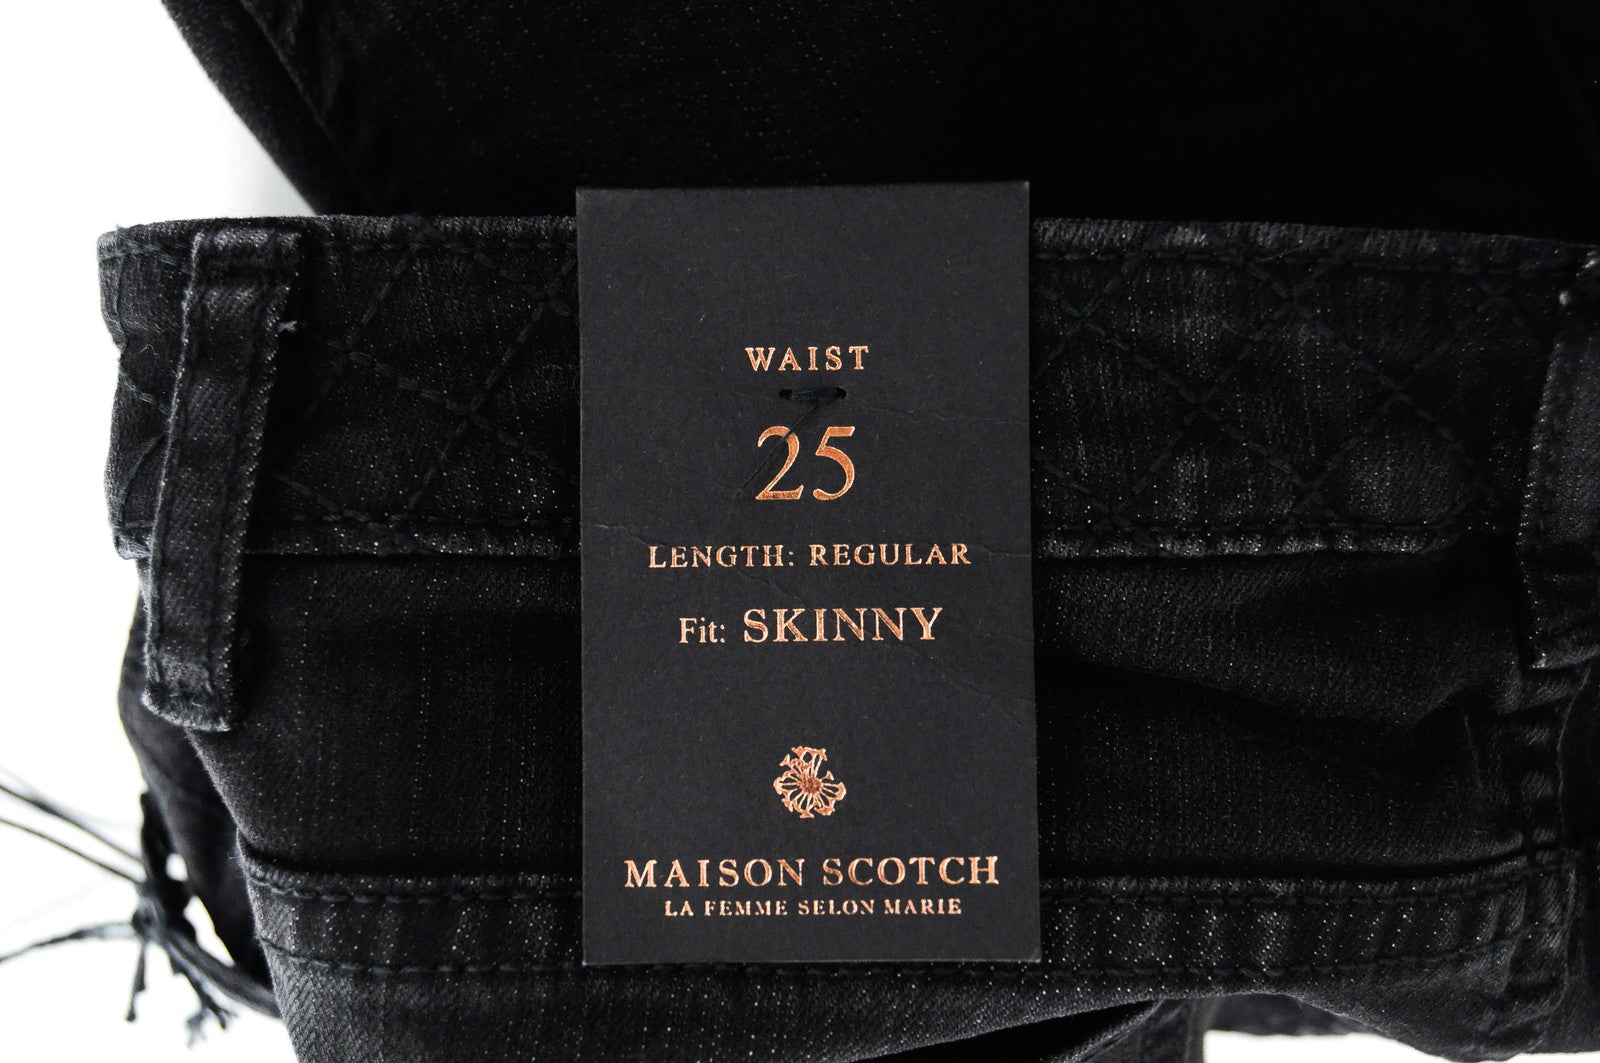 WAIST
25
LENGTH: REGULAR
Fit: SKINNY
MAISON SCOTCH
LA FEMME SELON MARIE